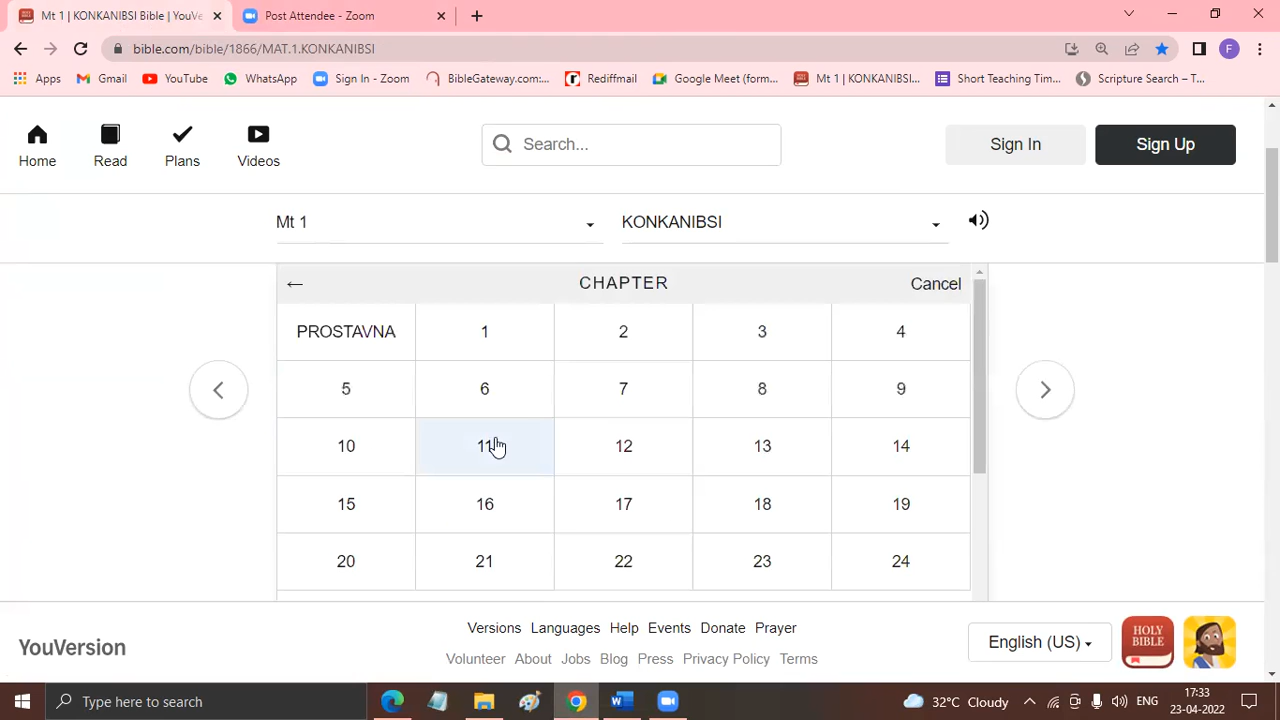 Mt 1 | KONKANIBSI Bible | YouVe
Post Attendee - Zoom
bible.com/bible/1866/MAT.1.KONKANIBSI
F
Apps
Gmail
YouTube
WhatsApp
Sign In - Zoom
BibleGateway.com:...
Rediffmail
Google Meet (form...
Mt 1 | KONKANIBSI...
Short Teaching Tim...
Scripture Search – T...
Home
Read
Plans
Videos
Search...
Sign In
Sign Up
Mt 1
KONKANIBSI
←
CHAPTER
Cancel
PROSTAVNA 1 2 3 4
5 6 7 8 9
10 11 12 13 14
15 16 17 18 19
20 21 22 23 24
YouVersion
Versions Languages Help Events Donate Prayer
Volunteer About Jobs Blog Press Privacy Policy Terms
English (US)
HOLY
BIBLE
Type here to search
32°C Cloudy
ENG
17:33
23-04-2022